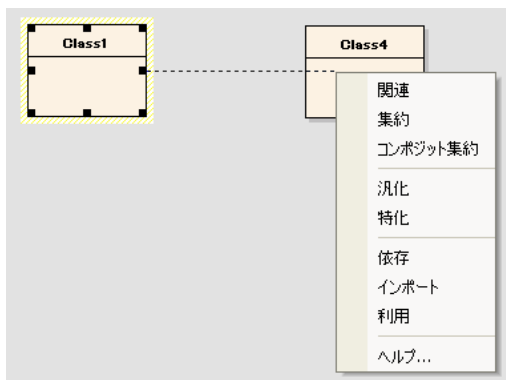 Class1
Class4
関連
集約
コンポジット集約
汎化
特化
依存
インポート
利用
ヘルプ...